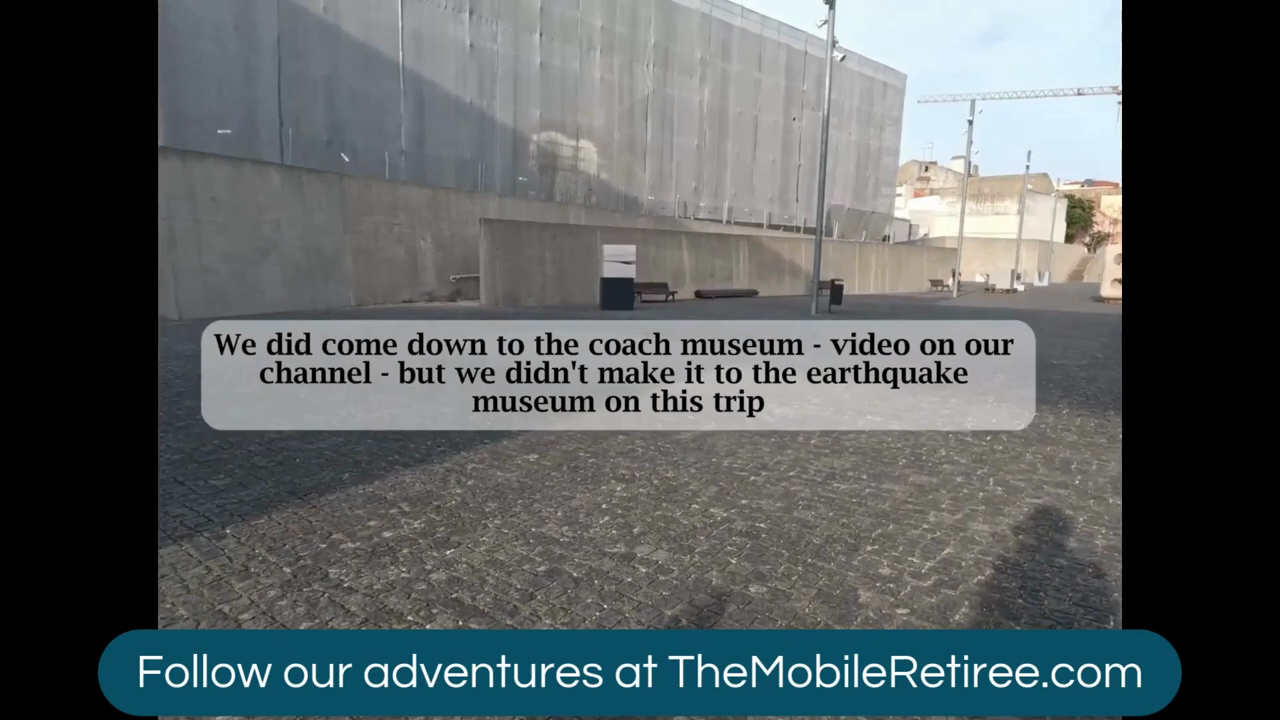 We did come down to the coach museum - video on our
channel - but we didn't make it to the earthquake
museum on this trip
Follow our adventures at TheMobileRetiree.com